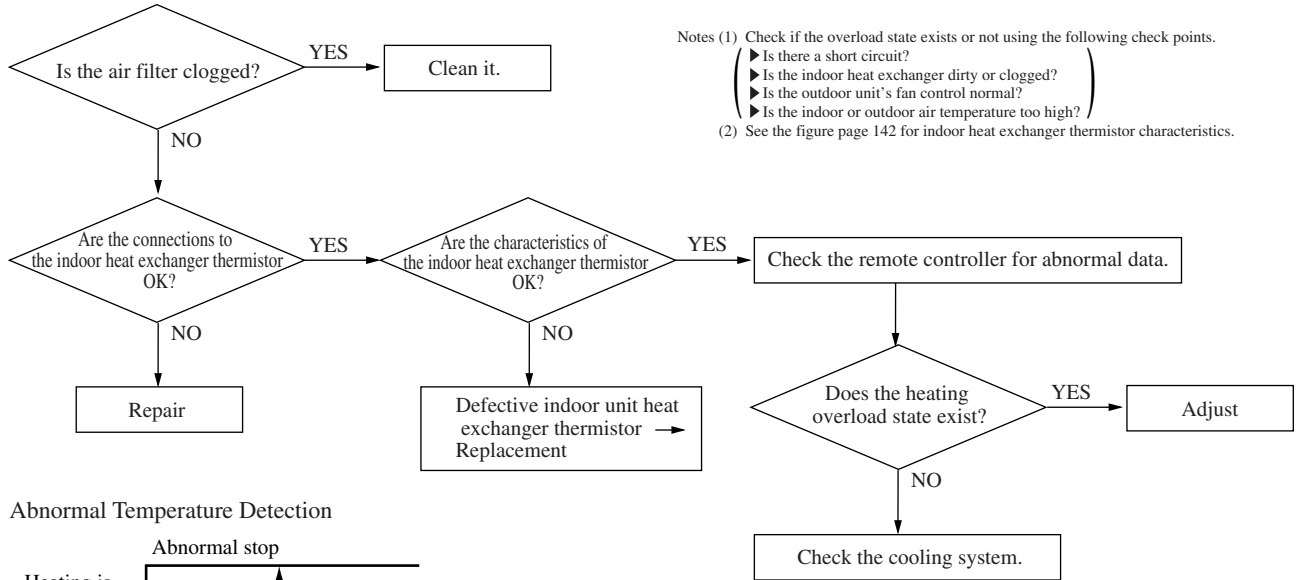 Is the air filter clogged?
YES
Clean it.
NO
Notes (1) Check if the overload state exists or not using the following check points.
▶ Is there a short circuit?
▶ Is the indoor heat exchanger dirty or clogged?
▶ Is the outdoor unit's fan control normal?
▶ Is the indoor or outdoor air temperature too high?
(2) See the figure page 142 for indoor heat exchanger thermistor characteristics.
Are the connections to
the indoor heat exchanger thermistor
OK?
YES
NO
Repair
Are the characteristics of
the indoor heat exchanger thermistor
OK?
YES
NO
Defective indoor unit heat
exchanger thermistor →
Replacement
Check the remote controller for abnormal data.
Does the heating
overload state exist?
YES
Adjust
NO
Check the cooling system.
Abnormal Temperature Detection
Abnormal stop
Heating is